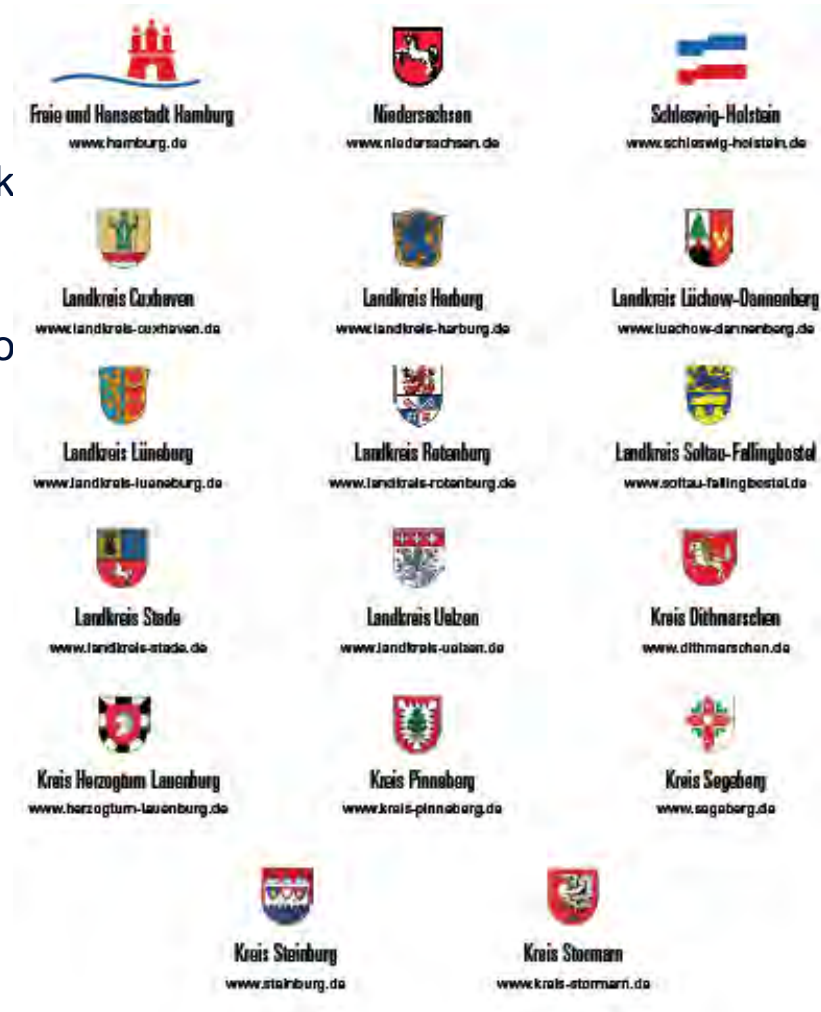 Freie und Hansestadt Hamburg
www.hamburg.de
Niedersachsen
www.niedersachsen.de
Schleswig-Holstein
www.schleswig-holstein.de
k
Landkreis Cuxhaven
www.landkreis-cuxhaven.de
Landkreis Harburg
www.landkreis-harburg.de
Landkreis Lüchow-Dannenberg
www.luechow-dannenberg.de
o
Landkreis Lüneburg
www.landkreis-lueneburg.de
Landkreis Rotenburg
www.landkreis-rotenburg.de
Landkreis Soltau-Fallingbostel
www.soltau-fallingbostel.de
Landkreis Stade
www.landkreis-stade.de
Landkreis Uelzen
www.landkreis-uelzen.de
Kreis Dithmarschen
www.dithmarschen.de
Kreis Herzogtum Lauenburg
www.herzogtum-lauenburg.de
Kreis Pinneberg
www.kreis-pinneberg.de
Kreis Segeberg
www.segeberg.de
Kreis Steinburg
www.steinburg.de
Kreis Stormarn
www.kreis-stormarn.de